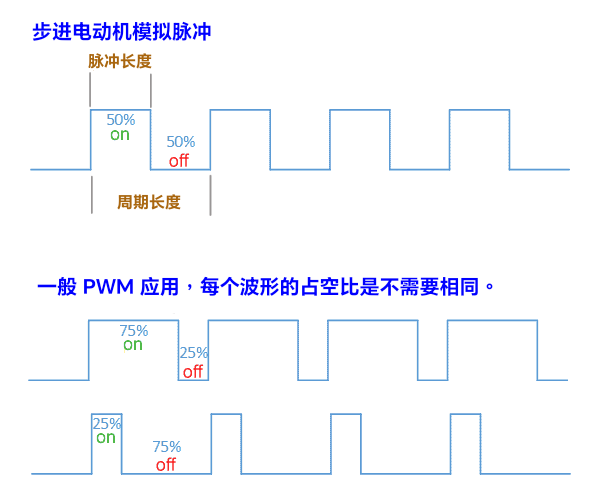 步进电动机模拟脉冲
脉冲长度
50%
on
50%
off
周期长度
一般 PWM 应用，每个波形的占空比是不需要相同。
75%
on
25%
off
25%
on
75%
off